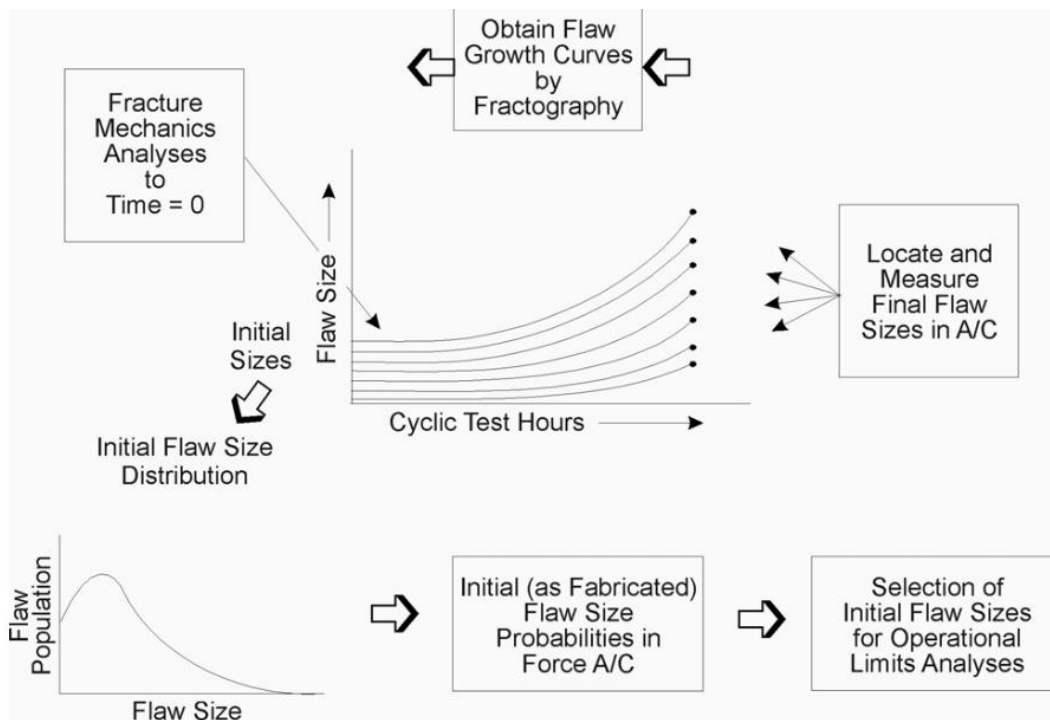 Obtain Flaw
Growth Curves
by
Fractography
Fracture
Mechanics
Analyses
to
Time = 0
Flaw Size
Locate and
Measure
Final Flaw
Sizes in A/C
Initial
Sizes
Cyclic Test Hours
Initial Flaw Size
Distribution
Flaw
Population
Flaw Size
Initial (as Fabricated)
Flaw Size
Probabilities in
Force A/C
Selection of
Initial Flaw Sizes
for Operational
Limits Analyses